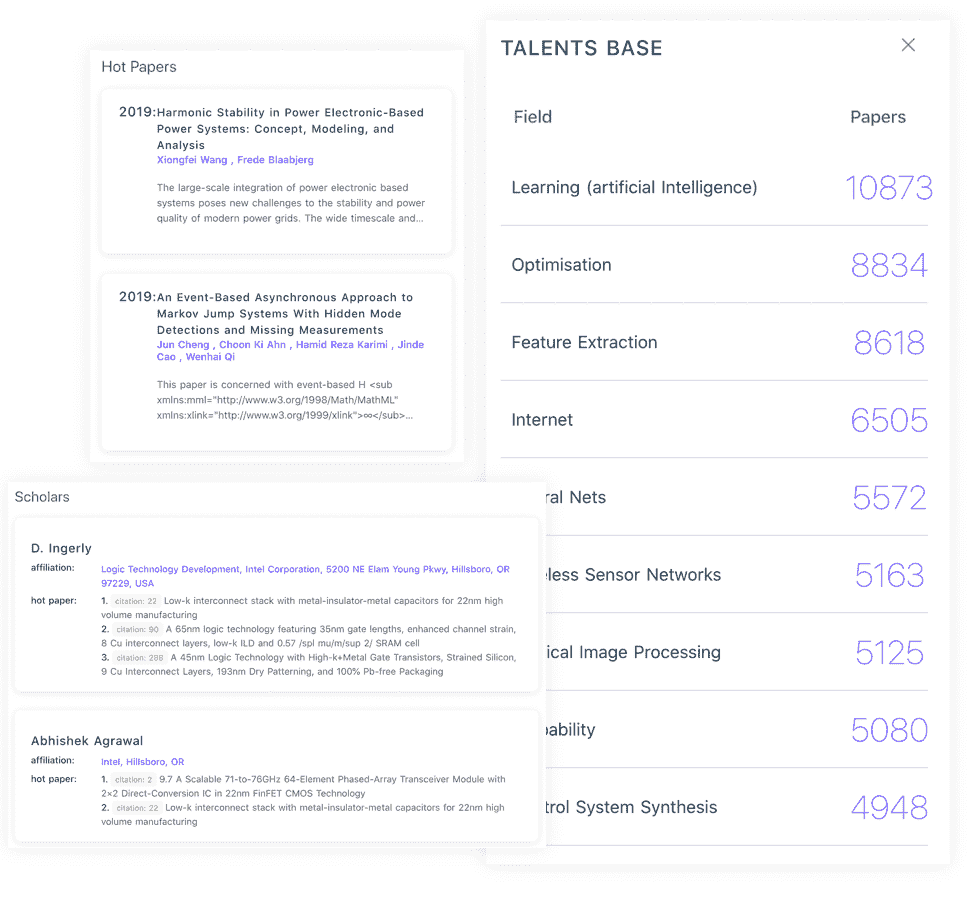 Hot Papers
2019:Harmonic Stability in Power Electronic-Based
Power Systems: Concept, Modeling, and
Analysis
Xiongfei Wang , Frede Blaabjerg
The large-scale integration of power electronic based
systems poses new challenges to the stability and power
quality of modern power grids. The wide timescale and...
2019:An Event-Based Asynchronous Approach to
Markov Jump Systems With Hidden Mode
Detections and Missing Measurements
Jun Cheng , Choon Ki Ahn , Hamid Reza Karimi , Jinde
Cao , Wenhai Qi
This paper is concerned with event-based H <sub
xmlns:mml="http://www.w3.org/1998/Math/MathML"
xmlns:xlink="http://www.w3.org/1999/xlink">∞</sub>...
Scholars
D. Ingerly
affiliation: Logic Technology Development, Intel Corporation, 5200 NE Elam Young Pkwy, Hillsboro, OR
97229, USA
hot paper: 1. citation: 22 Low-k interconnect stack with metal-insulator-metal capacitors for 22nm high
volume manufacturing
2. citation: 90 A 65nm logic technology featuring 35nm gate lengths, enhanced channel strain,
8 Cu interconnect layers, low-k ILD and 0.57 /spl mu/m/sup 2/ SRAM cell
3. citation: 288 A 45nm Logic Technology with High-k+Metal Gate Transistors, Strained Silicon,
9 Cu Interconnect Layers, 193nm Dry Patterning, and 100% Pb-free Packaging
Abhishek Agrawal
affiliation: Intel, Hillsboro, OR
hot paper: 1. citation: 2 9.7 A Scalable 71-to-76GHz 64-Element Phased-Array Transceiver Module with
2×2 Direct-Conversion IC in 22nm FinFET CMOS Technology
2. citation: 22 Low-k interconnect stack with metal-insulator-metal capacitors for 22nm high
volume manufacturing
TALENTS BASE
Field Papers
Learning (artificial Intelligence) 10873
Optimisation 8834
Feature Extraction 8618
Internet 6505
ral Nets 5572
eless Sensor Networks 5163
ical Image Processing 5125
bability 5080
trol System Synthesis 4948